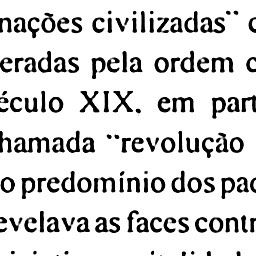 nações civilizadas"
eradas pela ordem
éculo XIX, em part
hamada "revolução
o predomínio dos pad
evelava as faces contr